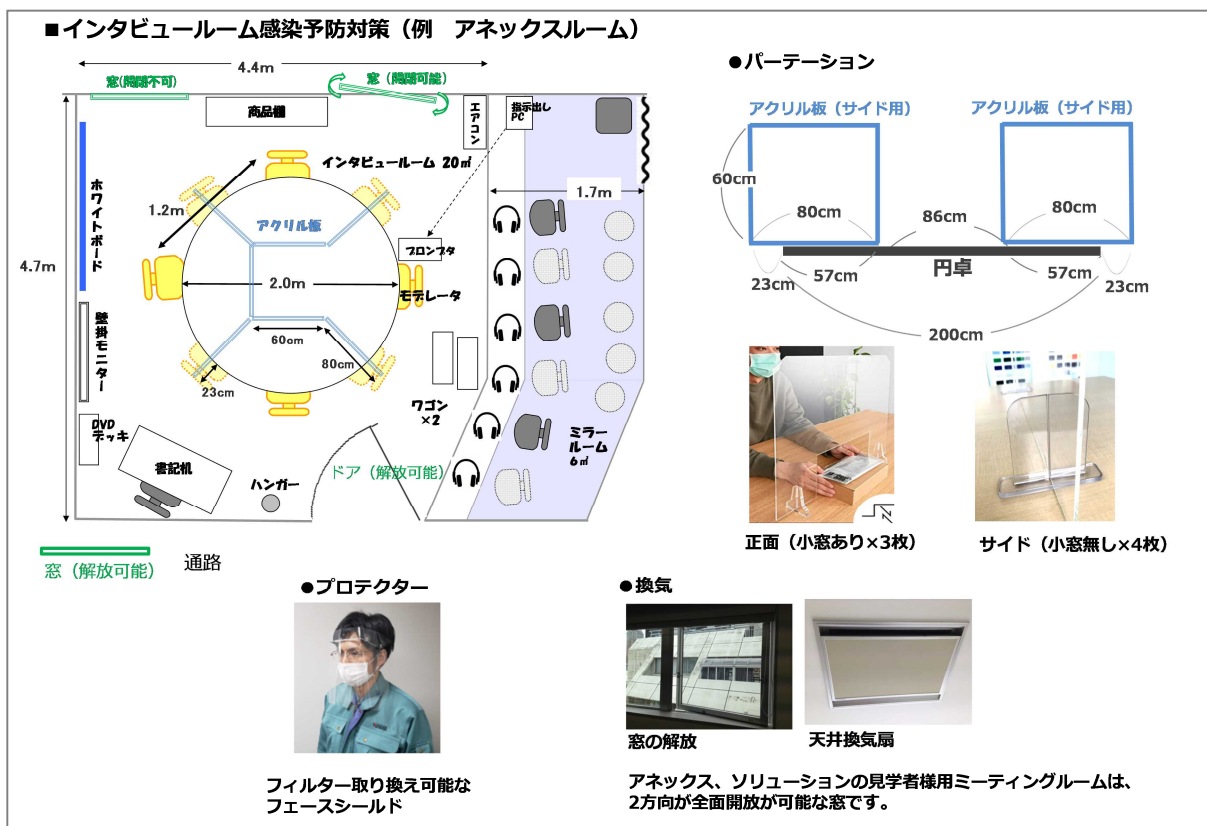 ■インタビュールーム感染予防対策（例　アネックスルーム）
4.4m
窓(開閉不可)
窓（開閉可能）
商品棚
エアコン
指示出し
PC
インタビュールーム 20㎡
1.7m
ホワイトボード
1.2m
アクリル板
プロンプタ
4.7m
2.0m
モデレータ
壁掛モニター
60cm
80cm
23cm
ワゴン
×2
DVD
デッキ
書記机
ハンガー
ドア（解放可能）
ミラー
ルーム
6㎡
窓（解放可能）
通路
●パーテーション
アクリル板（サイド用）
アクリル板（サイド用）
60cm
80cm
86cm
80cm
円卓
23cm
57cm
57cm
23cm
200cm
正面（小窓あり×3枚）
サイド（小窓無し×4枚）
●プロテクター
フィルター取り換え可能な
フェースシールド
●換気
窓の解放
天井換気扇
アネックス、ソリューションの見学者様用ミーティングルームは、
2方向が全面開放が可能な窓です。